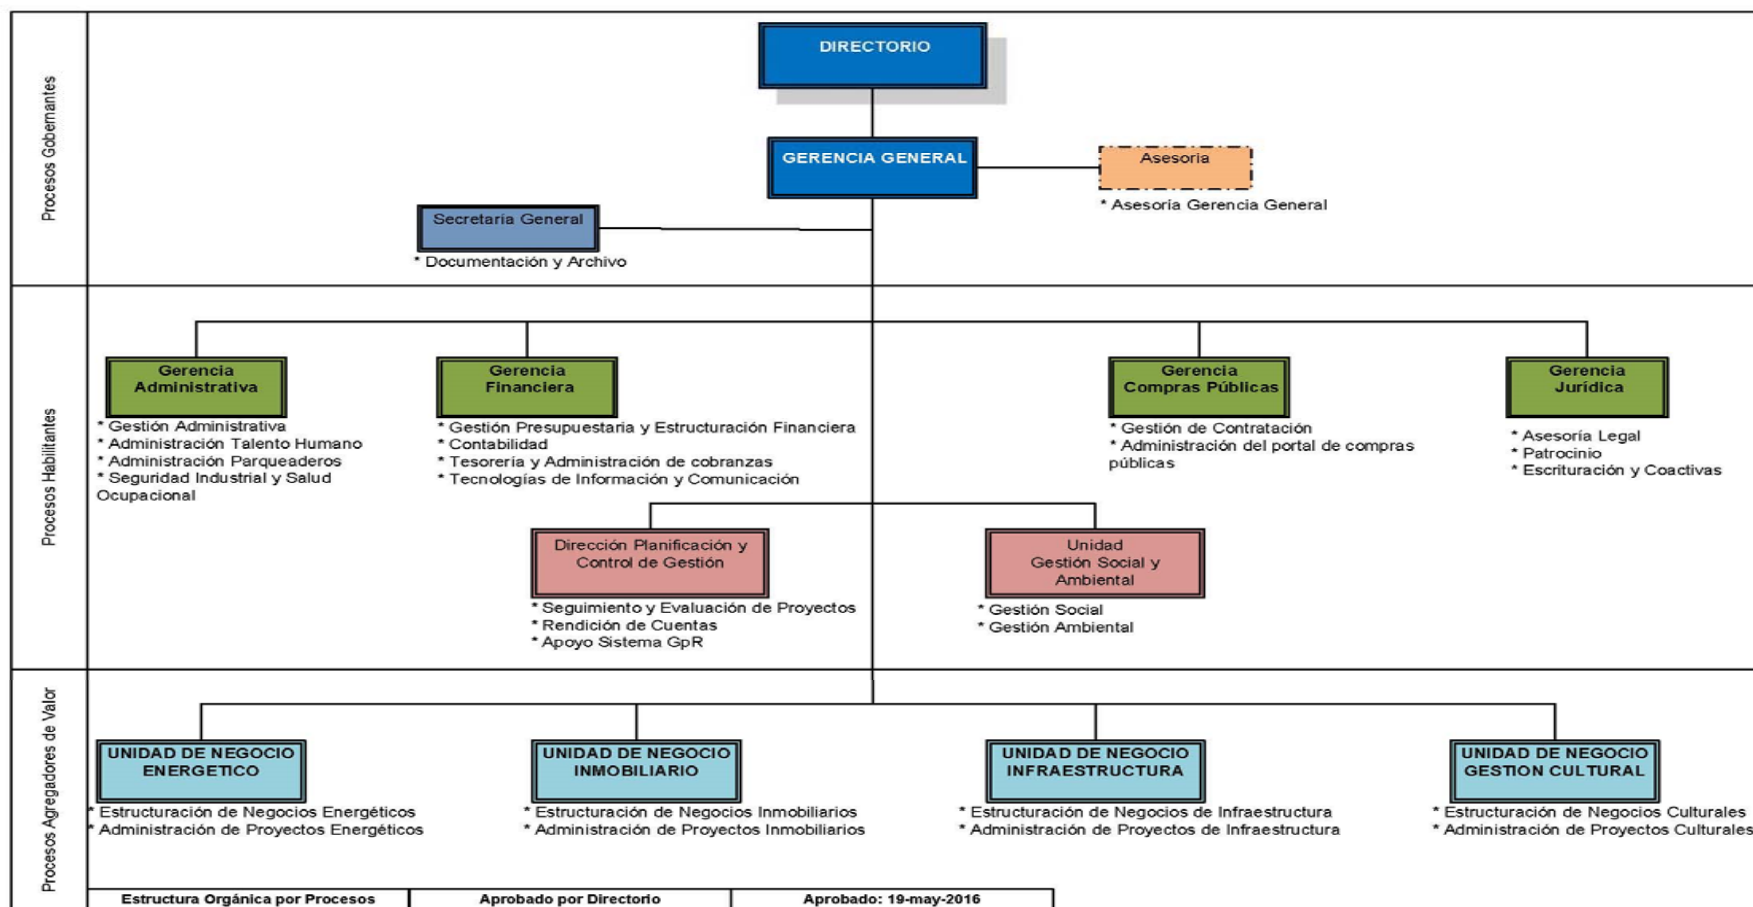 Procesos Gobernantes
DIRECTORIO
GERENCIA GENERAL
Asesoria
* Asesoría Gerencia General
Secretaría General
* Documentación y Archivo
Procesos Habilitantes
Gerencia
Administrativa
* Gestión Administrativa
* Administración Talento Humano
* Administración Parqueaderos
* Seguridad Industrial y Salud
Ocupacional
Gerencia
Financiera
* Gestión Presupuestaria y Estructuración Financiera
* Contabilidad
* Tesorería y Administración de cobranzas
* Tecnologías de Información y Comunicación
Gerencia
Compras Públicas
* Gestión de Contratación
* Administración del portal de compras
públicas
Gerencia
Jurídica
* Asesoría Legal
* Patrocinio
* Escrituración y Coactivas
Dirección Planificación y
Control de Gestión
* Seguimiento y Evaluación de Proyectos
* Rendición de Cuentas
* Apoyo Sistema GpR
Unidad
Gestión Social y
Ambiental
* Gestión Social
* Gestión Ambiental
Procesos Agregadores de Valor
UNIDAD DE NEGOCIO
ENERGETICO
* Estructuración de Negocios Energéticos
* Administración de Proyectos Energéticos
UNIDAD DE NEGOCIO
INMOBILIARIO
* Estructuración de Negocios Inmobiliarios
* Administración de Proyectos Inmobiliarios
UNIDAD DE NEGOCIO
INFRAESTRUCTURA
* Estructuración de Negocios de Infraestructura
* Administración de Proyectos de Infraestructura
UNIDAD DE NEGOCIO
GESTION CULTURAL
* Estructuración de Negocios Culturales
* Administración de Proyectos Culturales
Estructura Orgánica por Procesos
Aprobado por Directorio
Aprobado: 19-may-2016